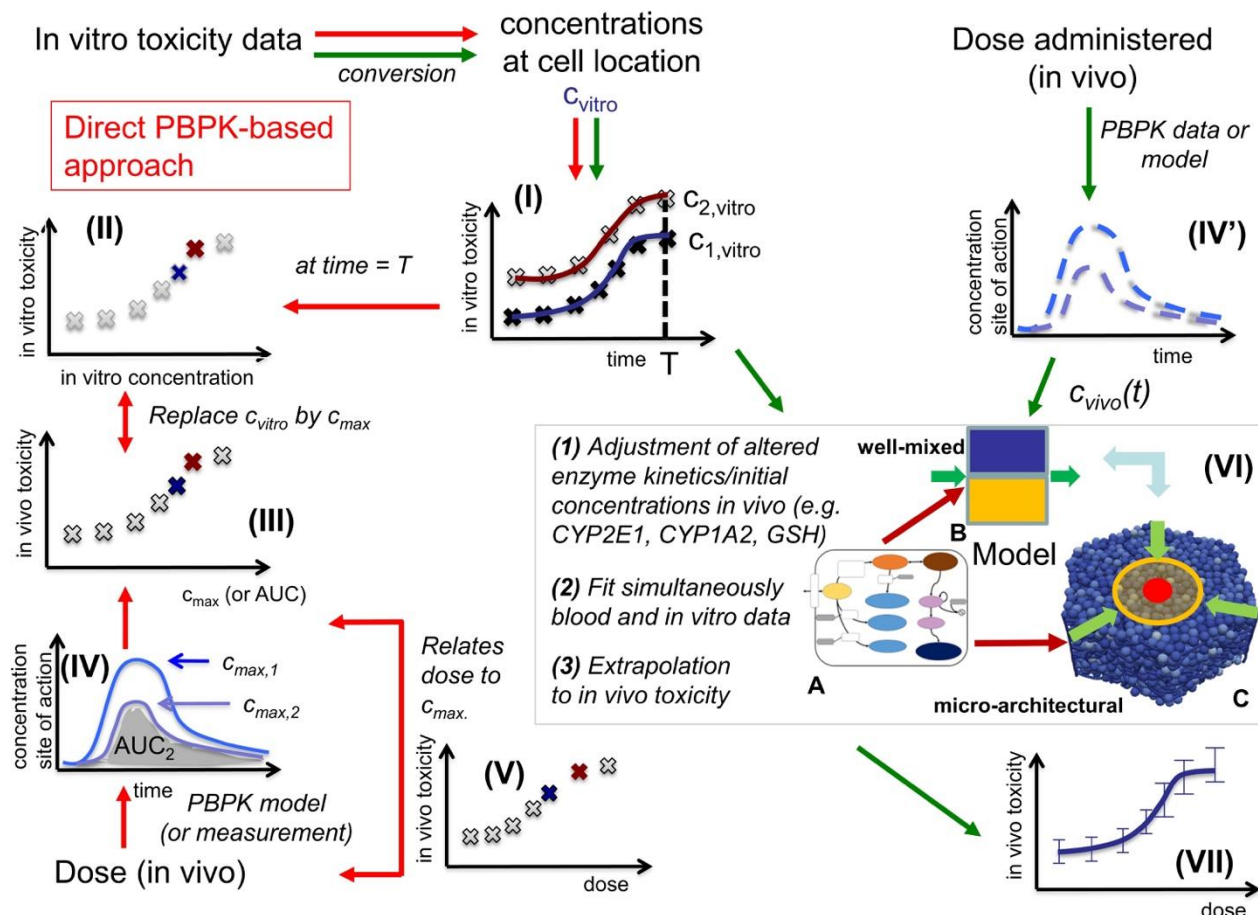 In vitro toxicity data
conversion
concentrations
at cell location
c_vitro
Dose administered
(in vivo)
PBPK data or
model
Direct PBPK-based
approach
(II)
in vitro toxicity
in vitro concentration
at time = T
(I)
in vitro toxicity
c_2,vitro
c_1,vitro
time
T
(IV')
concentration
site of action
time
c_vivo(t)
Replace c_vitro by c_max
(III)
in vivo toxicity
c_max (or AUC)
(1) Adjustment of altered
enzyme kinetics/initial
concentrations in vivo (e.g.
CYP2E1, CYP1A2, GSH)
(2) Fit simultaneously
blood and in vitro data
(3) Extrapolation
to in vivo toxicity
well-mixed
(VI)
B
Model
A
micro-architectural
C
(IV)
concentration
site of action
c_max,1
c_max,2
AUC_2
time
PBPK model
(or measurement)
Dose (in vivo)
Relates
dose to
c_max.
(V)
in vivo toxicity
dose
(VII)
in vivo toxicity
dose